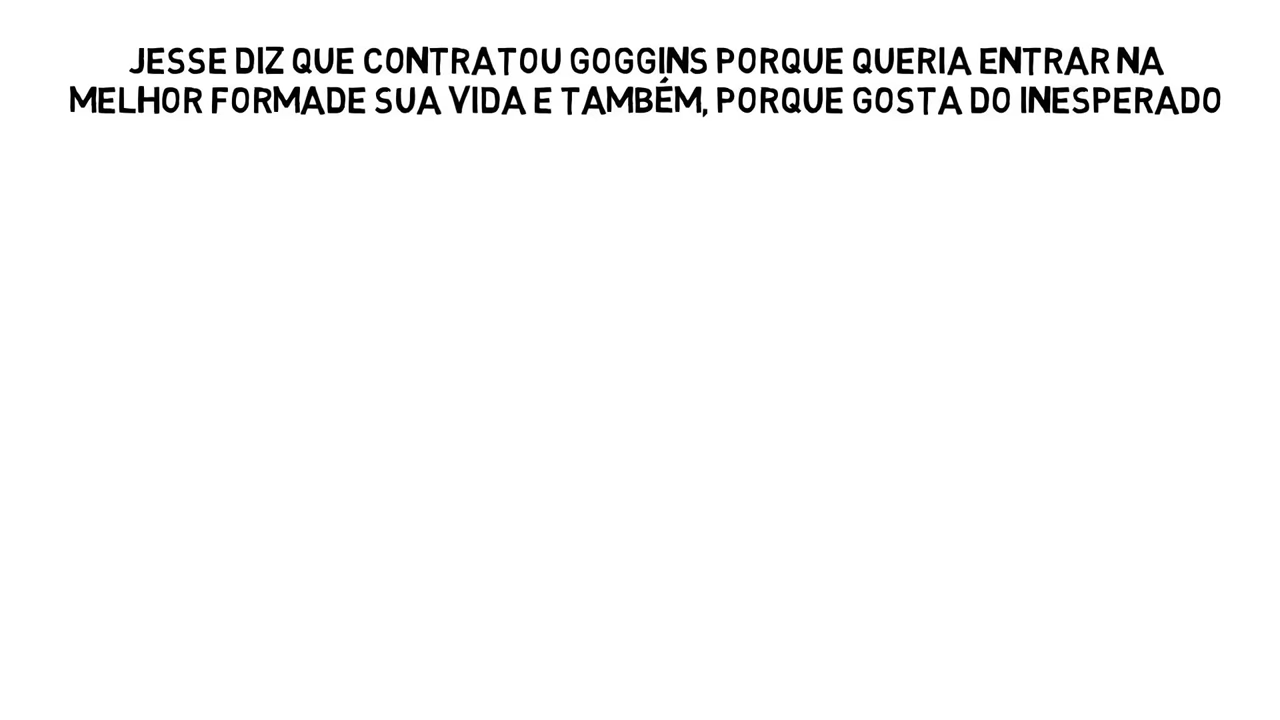 JESSE DIZ QUE CONTRATOU GOGGINS PORQUE QUERIA ENTRAR NA
MELHOR FORMADE SUA VIDA E TAMBÉM, PORQUE GOSTA DO INESPERADO